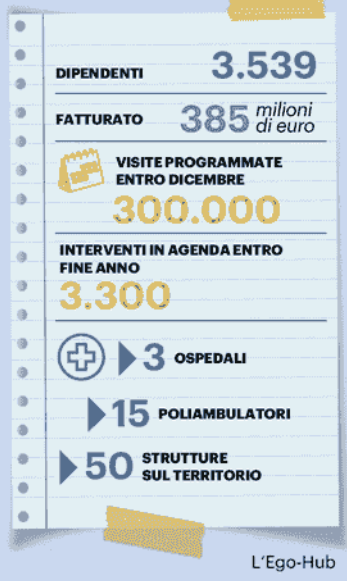 DIPENDENTI 3.539
FATTURATO 385 milioni
di euro
VISITE PROGRAMMATE
ENTRO DICEMBRE
300.000
INTERVENTI IN AGENDA ENTRO
FINE ANNO
3.300
3 OSPEDALI
15 POLIAMBULATORI
50 STRUTTURE
SUL TERRITORIO
L'Ego-Hub